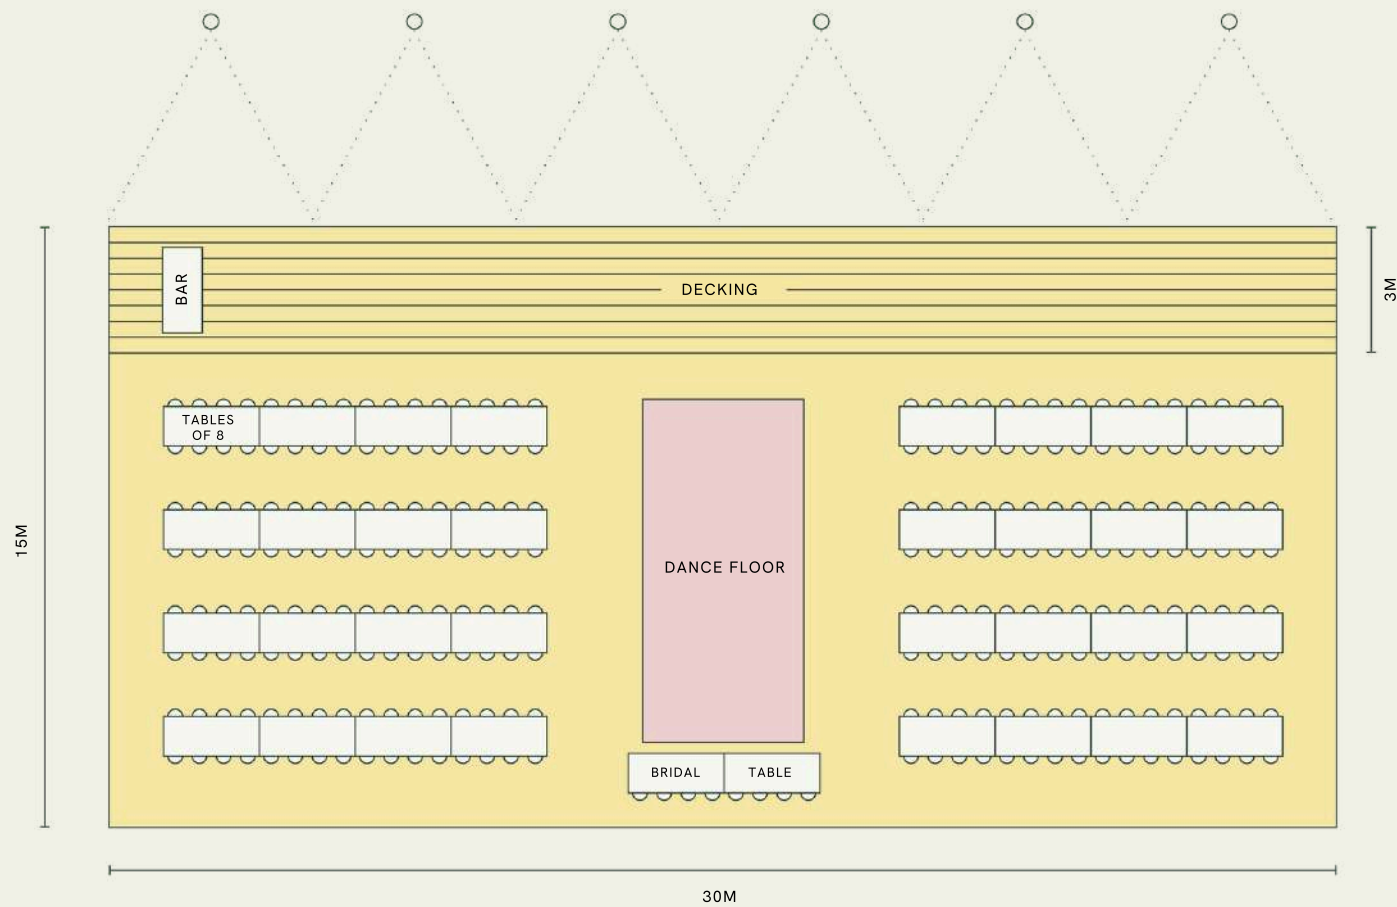 BAR
DECKING
3M
TABLES
OF 8
15M
DANCE FLOOR
BRIDAL TABLE
30M